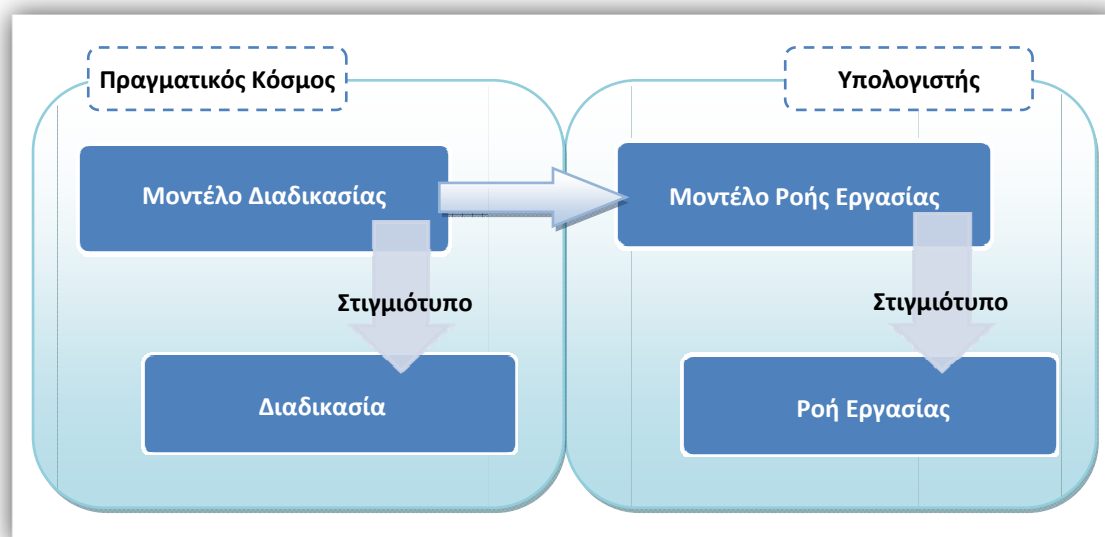 Πραγματικός Κόσμος
Υπολογιστής
Μοντέλο Διαδικασίας
Μοντέλο Ροής Εργασίας
Στιγμιότυπο
Στιγμιότυπο
Διαδικασία
Ροή Εργασίας